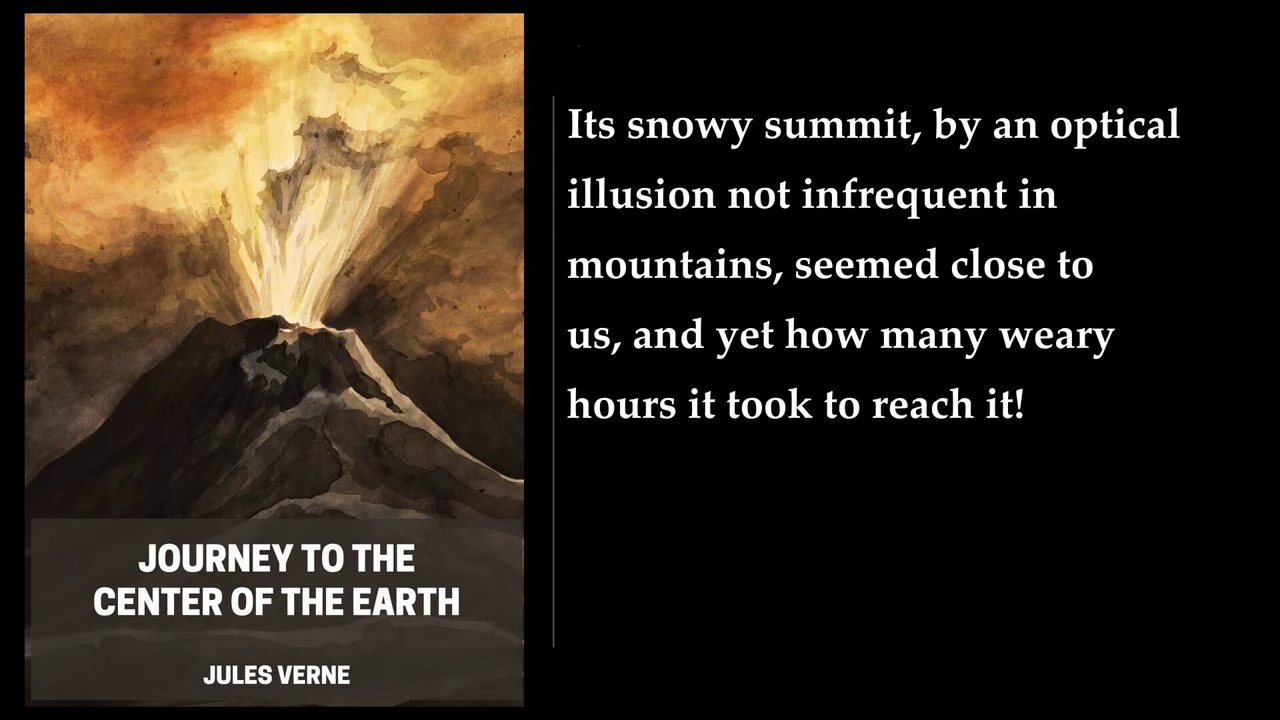 Its snowy summit, by an optical
illusion not infrequent in
mountains, seemed close to
us, and yet how many weary
hours it took to reach it!
JOURNEY TO THE
CENTER OF THE EARTH
JULES VERNE